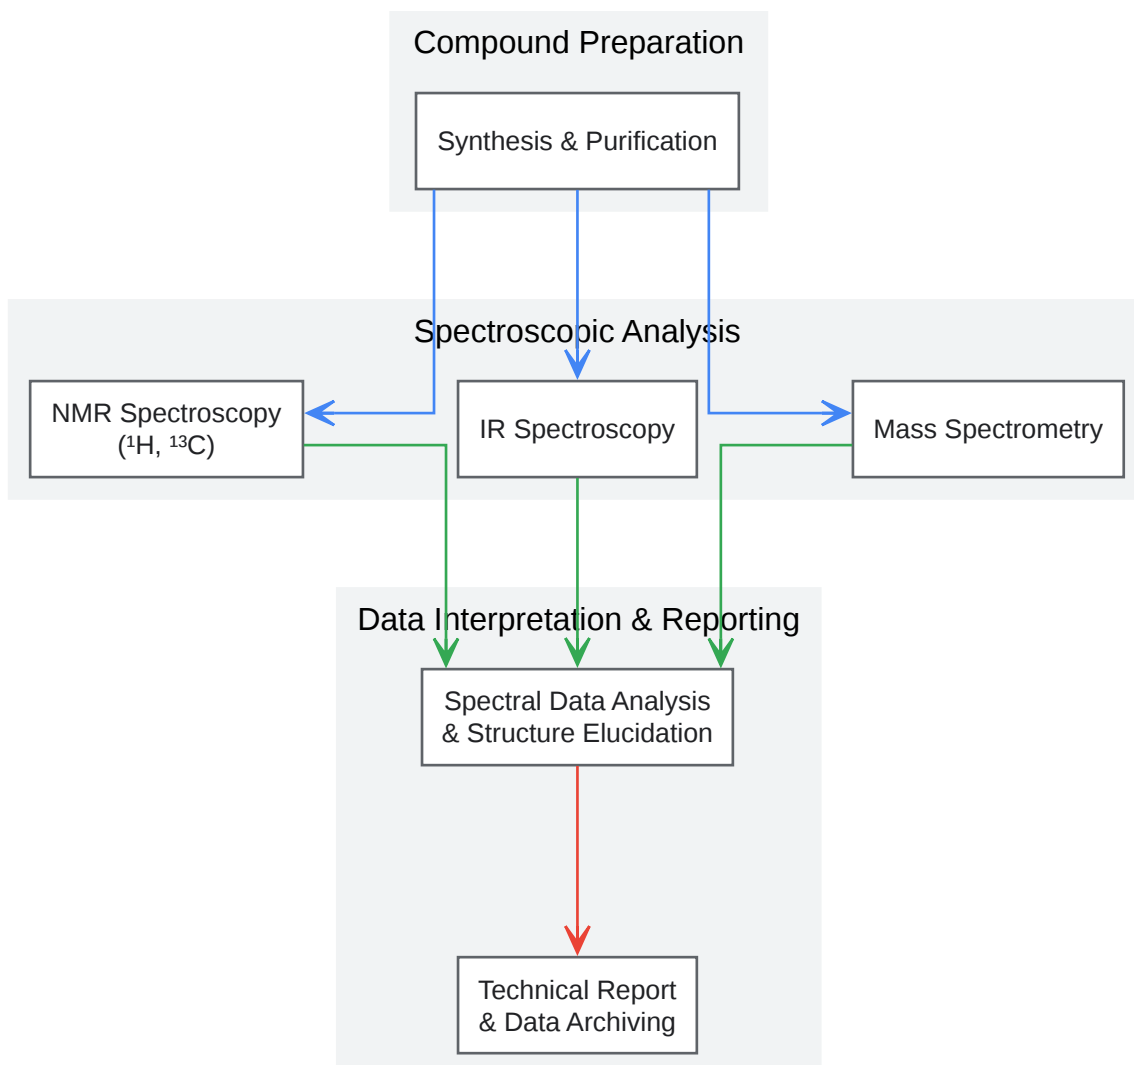 Compound Preparation
Synthesis & Purification
Spectroscopic Analysis
NMR Spectroscopy
(¹H, ¹³C)
IR Spectroscopy
Mass Spectrometry
Data Interpretation & Reporting
Spectral Data Analysis
& Structure Elucidation
Technical Report
& Data Archiving